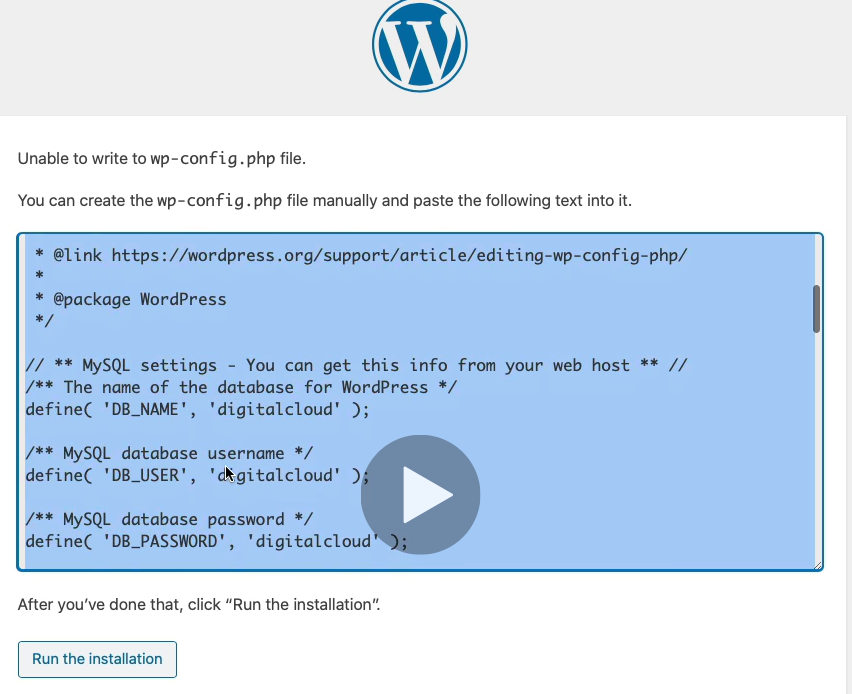 Unable to write to wp-config.php file.
You can create the wp-config.php file manually and paste the following text into it.
* @link https://wordpress.org/support/article/editing-wp-config-php/
*
* @package WordPress
*/
// ** MySQL settings - You can get this info from your web host ** //
/** The name of the database for WordPress */
define( 'DB_NAME', 'digitalcloud' );
/** MySQL database username */
define( 'DB_USER', 'digitalcloud' );
/** MySQL database password */
define( 'DB_PASSWORD', 'digitalcloud' );
After you’ve done that, click “Run the installation”.
Run the installation